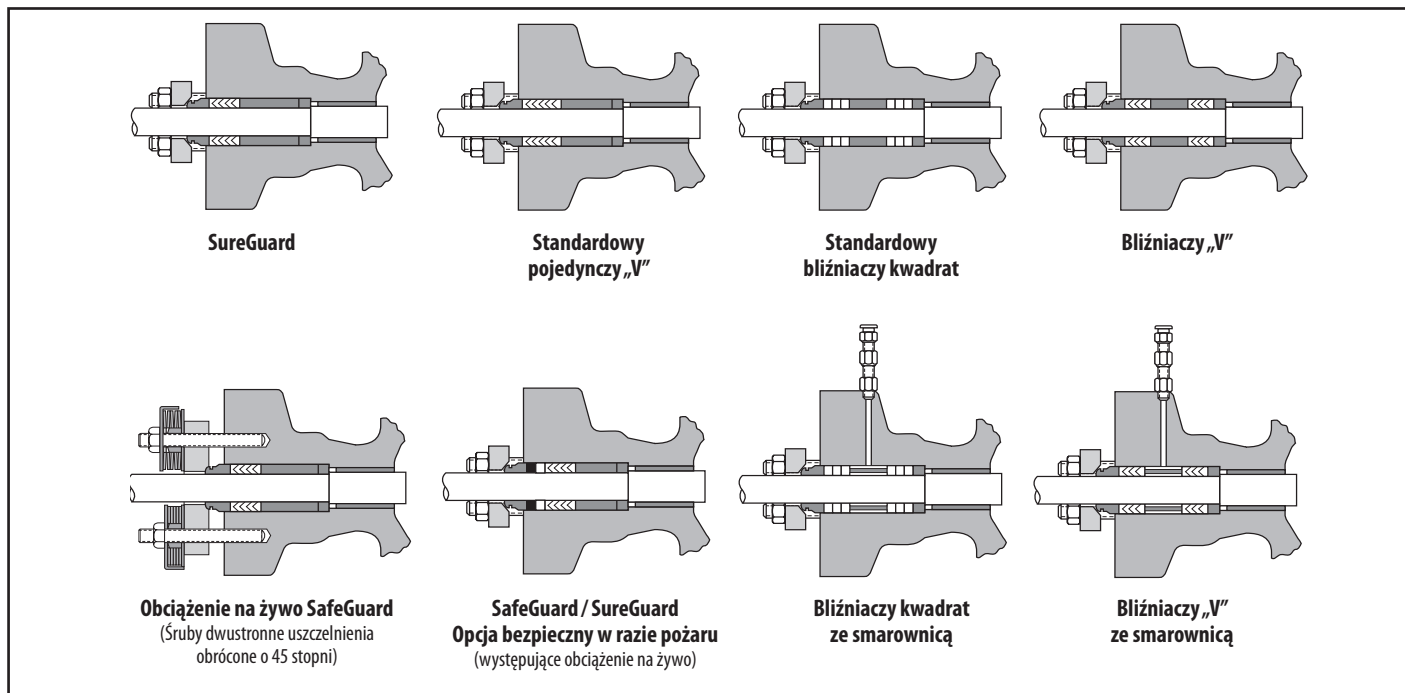 SureGuard
Standardowy
pojedynczy „V”
Standardowy
bliźniaczy kwadrat
Bliźniaczy „V”
Obciążenie na żywo SafeGuard
(Śruby dwustronne uszczelnienia
obrócone o 45 stopni)
SafeGuard / SureGuard
Opcja bezpieczny w razie pożaru
(występujące obciążenie na żywo)
Bliźniaczy kwadrat
ze smarownicą
Bliźniaczy „V”
ze smarownicą